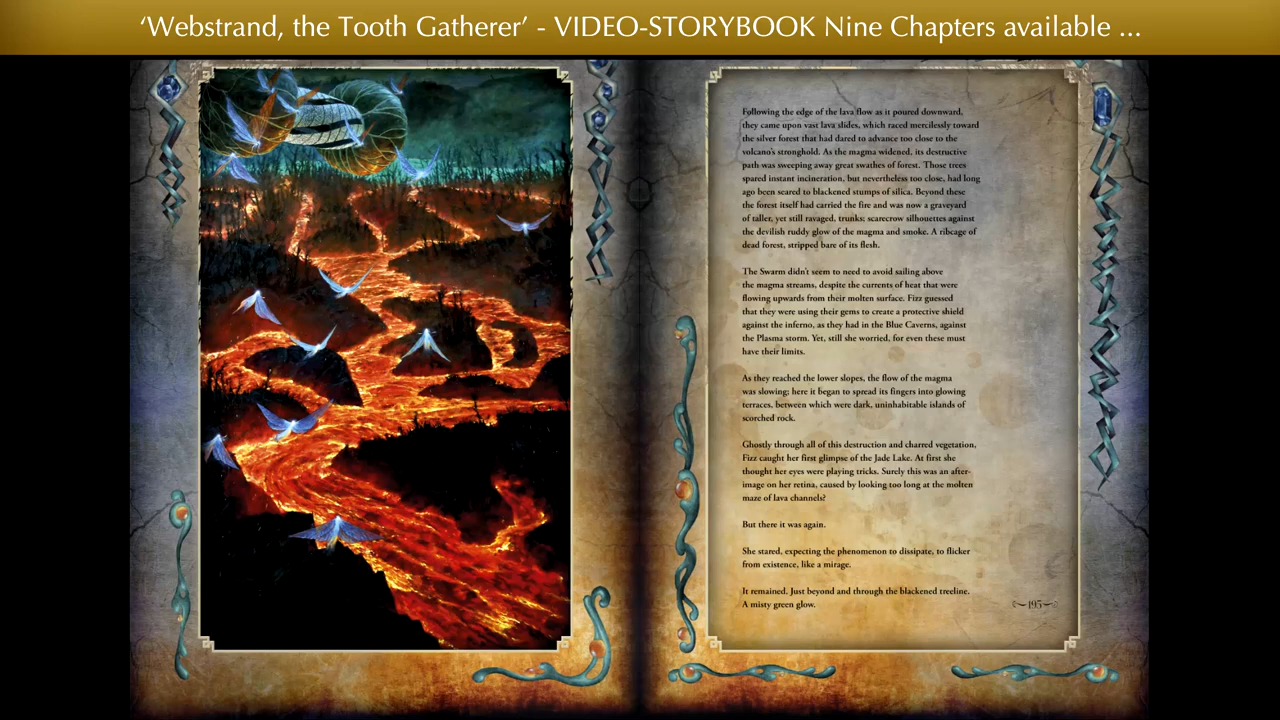 ‘Webstrand, the Tooth Gatherer’ - VIDEO-STORYBOOK Nine Chapters available ...
Following the edge of the lava flow as it poured downward,
they came upon vast lava slides, which raced mercilessly toward
the silver forest that had dared to advance too close to the
volcano's stronghold. As the magma widened, its destructive
path was sweeping away great swathes of forest. Those trees
spared instant incineration, but nevertheless too close, had long
ago been seared to blackened stumps of silica. Beyond these
the forest itself had carried the fire and was now a graveyard
of taller, yet still ravaged, trunks; scarecrow silhouettes against
the devilish ruddy glow of the magma and smoke. A ribcage of
dead forest, stripped bare of its flesh.
The Swarm didn't seem to need to avoid sailing above
the magma streams, despite the currents of heat that were
flowing upwards from their molten surface. Fizz guessed
that they were using their gems to create a protective shield
against the inferno, as they had in the Blue Caverns, against
the Plasma storm. Yet, still she worried, for even these must
have their limits.
As they reached the lower slopes, the flow of the magma
was slowing; here it began to spread its fingers into glowing
terraces, between which were dark, uninhabitable islands of
scorched rock.
Ghostly through all of this destruction and charred vegetation,
Fizz caught her first glimpse of the Jade Lake. At first she
thought her eyes were playing tricks. Surely this was an after-
image on her retina, caused by looking too long at the molten
maze of lava channels?
But there it was again.
She stared, expecting the phenomenon to dissipate, to flicker
from existence, like a mirage.
It remained. Just beyond and through the blackened treeline.
A misty green glow.
195